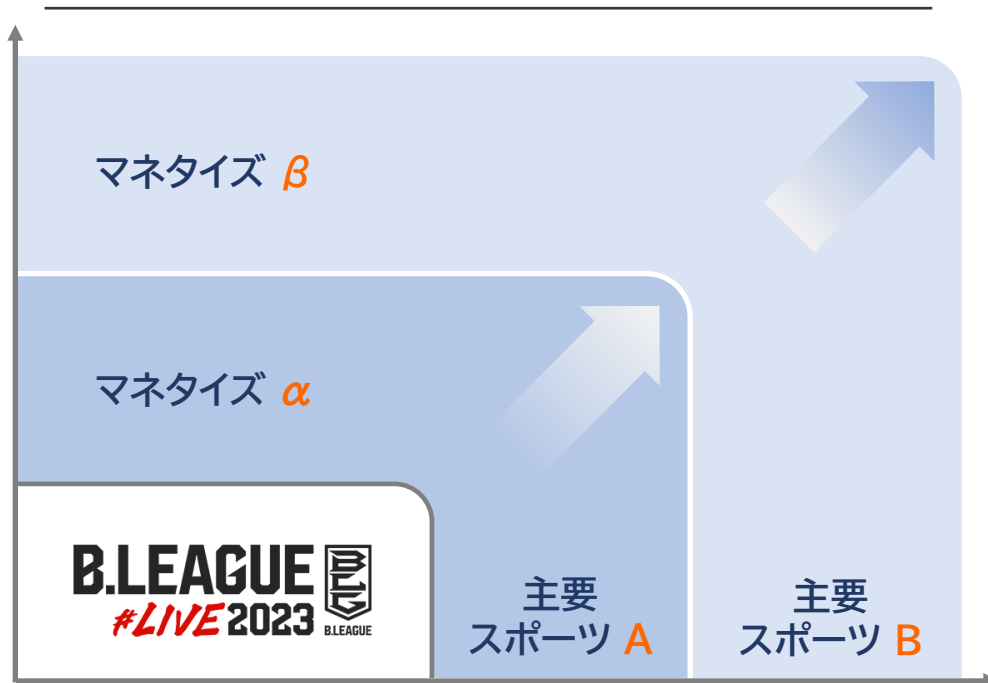 マネタイズ β
マネタイズ α
B.LEAGUE
#LIVE 2023
BLG
B.LEAGUE
主要
スポーツ A
主要
スポーツ B